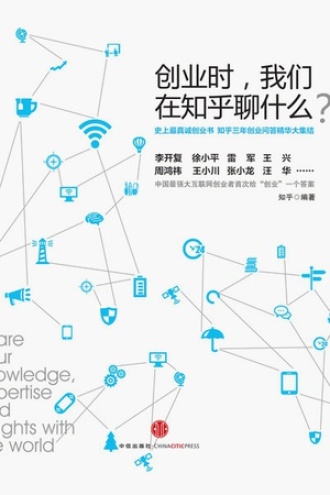 创业时，我们
在知乎聊什么？
史上最真诚创业书 知乎三年创业问答精华大集结
李开复 徐小平 雷 军 王 兴
周鸿祎 王小川 张小龙 汪 华……
中国最强大互联网创业者首次给“创业”一个答案
知乎◎编著
are
ur
owledge,
pertise
d
ights with
e world
中信出版社·CHINACITICPRESS